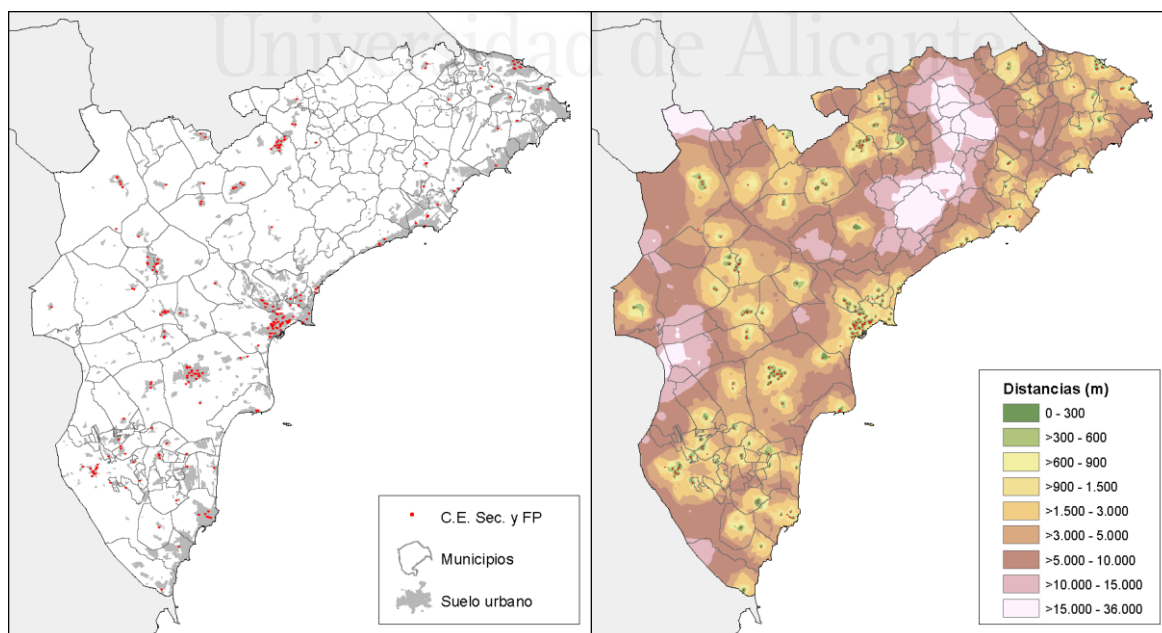 Universidad de Alicante
C.E. Sec. y FP
Municipios
Suelo urbano
Distancias (m)
0 - 300
>300 - 600
>600 - 900
>900 - 1.500
>1.500 - 3.000
>3.000 - 5.000
>5.000 - 10.000
>10.000 - 15.000
>15.000 - 36.000